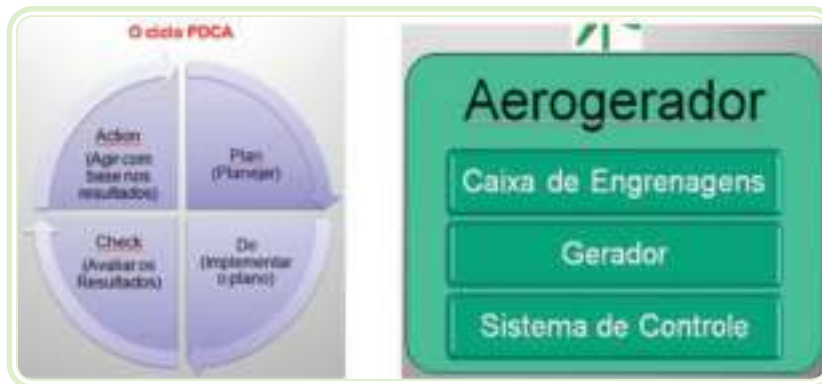 O ciclo PDCA
Action
(Agir com
base nos
resultados)
Plan
(Planejar)
Check
(Avaliar os
Resultados)
Do
(Implementar
o plano)
Aerogerador
Caixa de Engrenagens
Gerador
Sistema de Controle